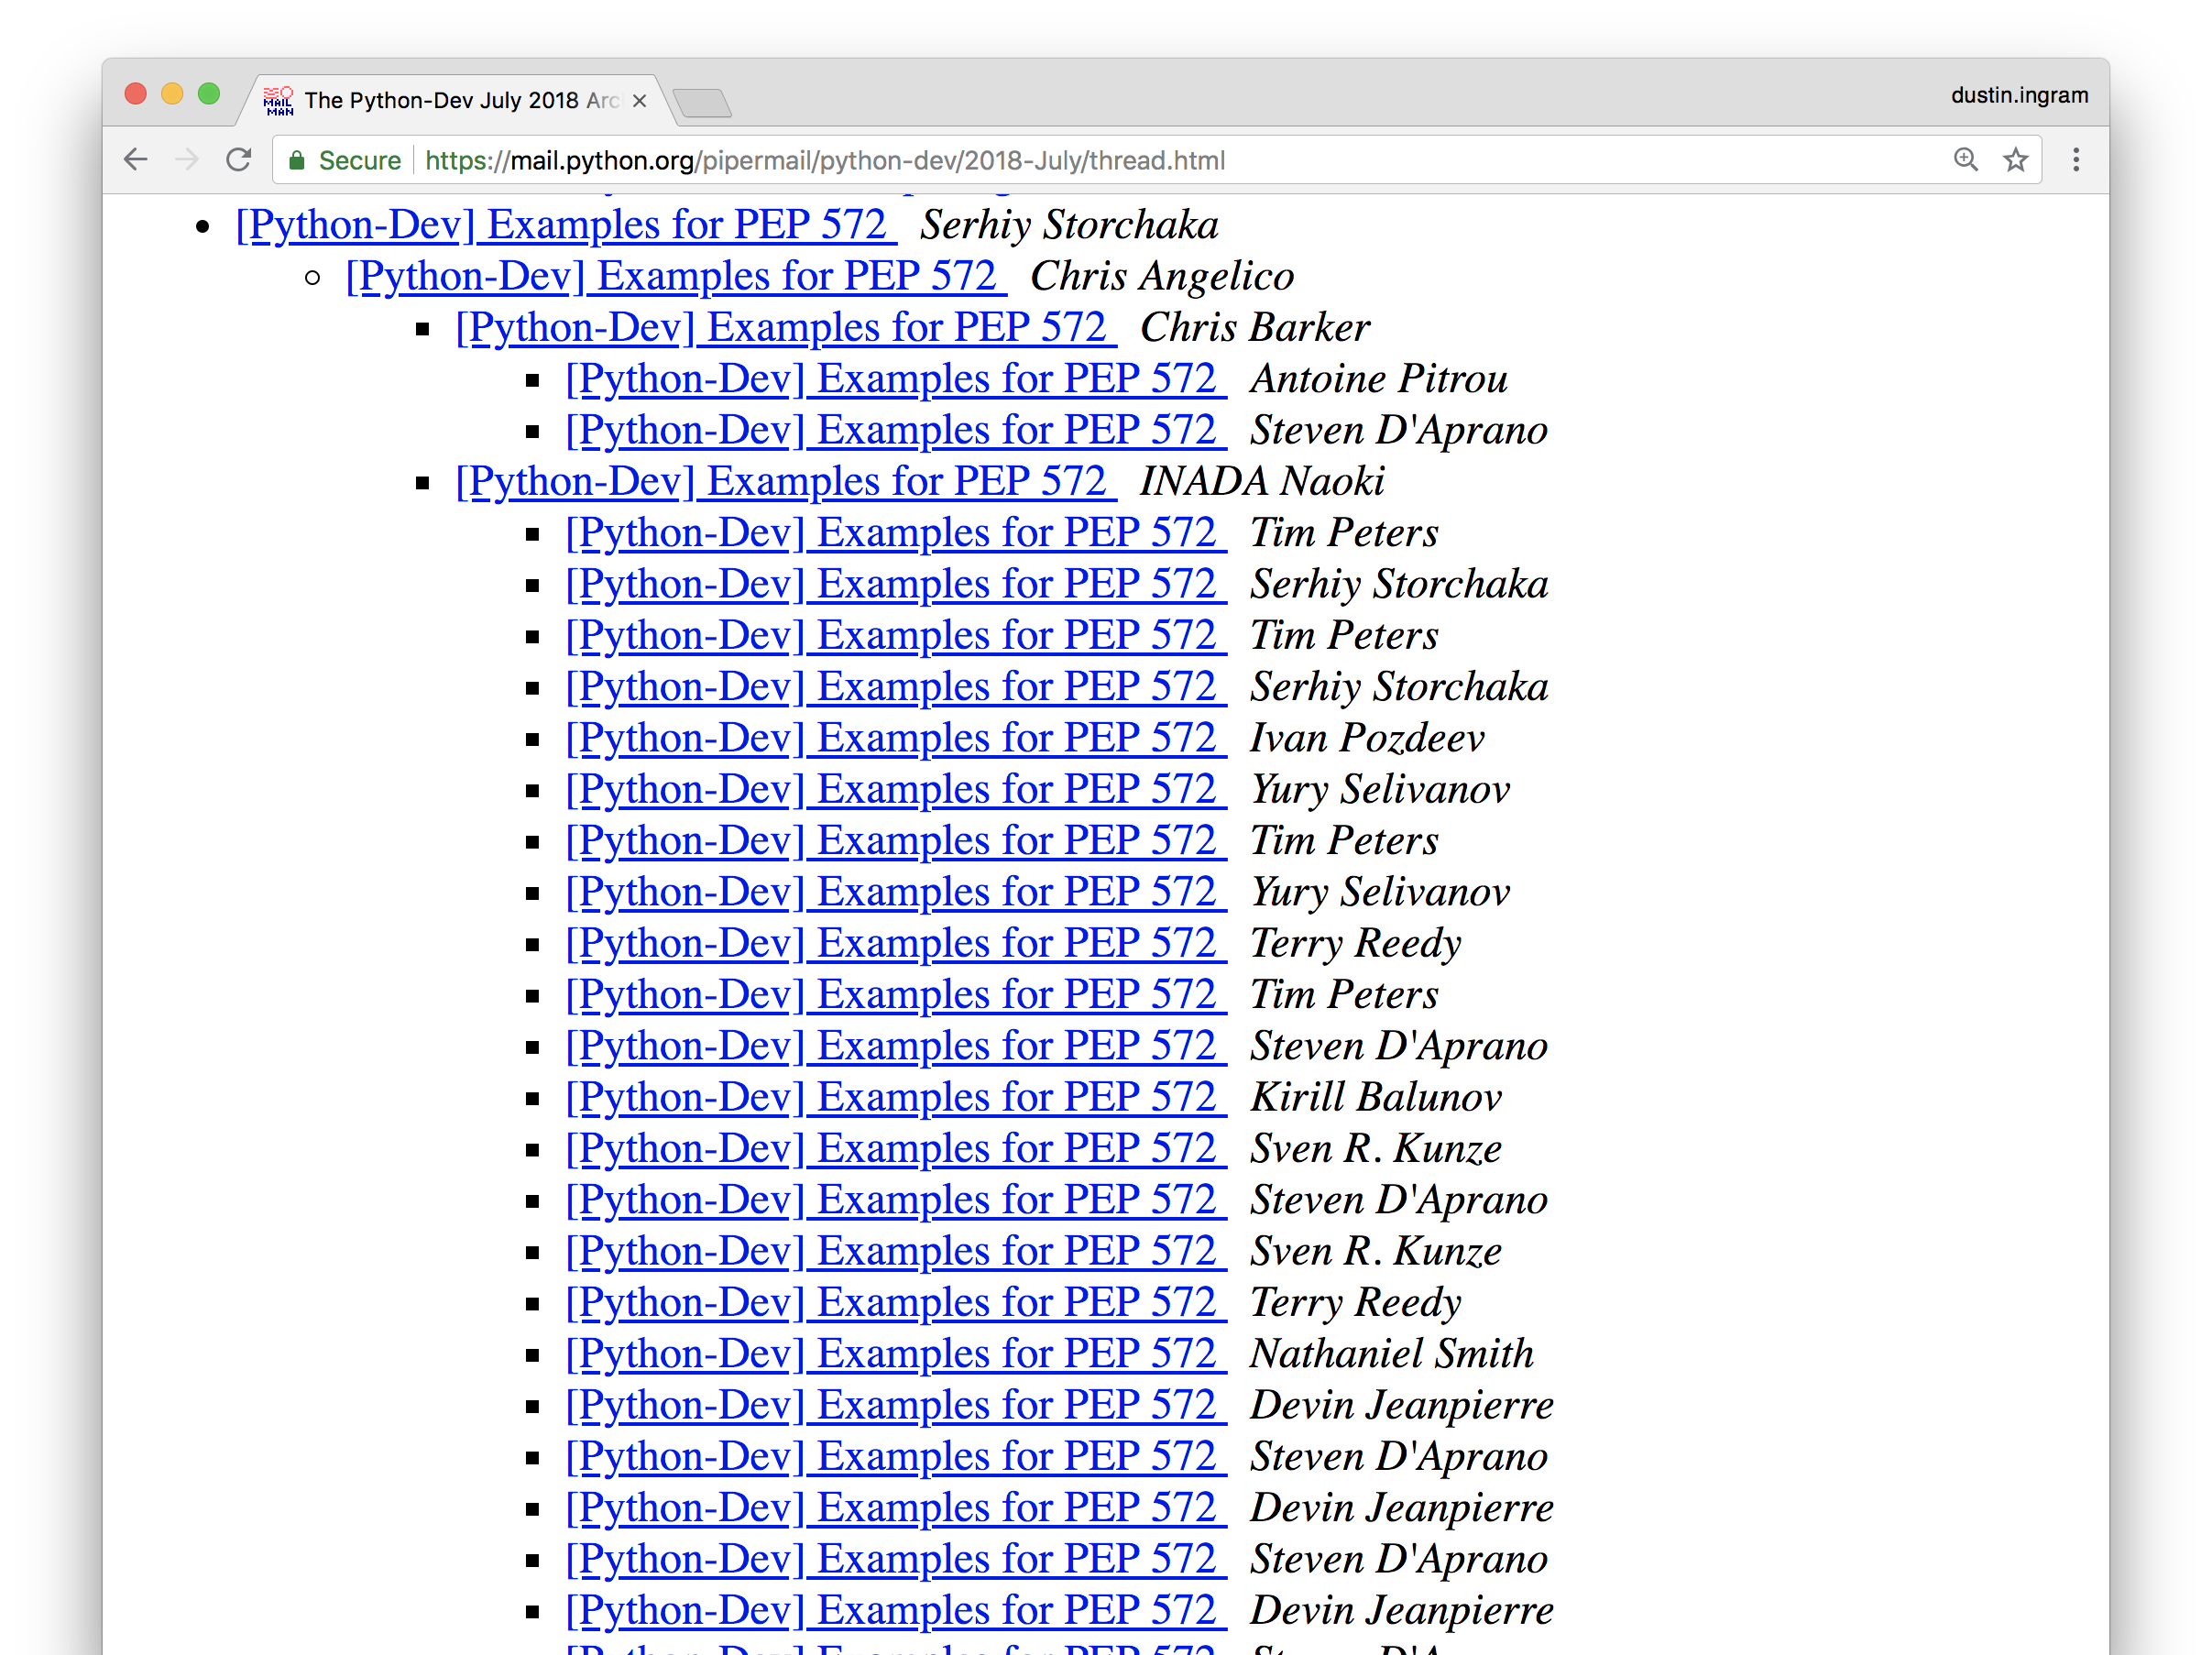 MAIL
MAN
The Python-Dev July 2018 Arc
dustin.ingram
Secure https://mail.python.org/pipermail/python-dev/2018-July/thread.html
[Python-Dev] Examples for PEP 572 Serhiy Storchaka
[Python-Dev] Examples for PEP 572 Chris Angelico
[Python-Dev] Examples for PEP 572 Chris Barker
[Python-Dev] Examples for PEP 572 Antoine Pitrou
[Python-Dev] Examples for PEP 572 Steven D'Aprano
[Python-Dev] Examples for PEP 572 INADA Naoki
[Python-Dev] Examples for PEP 572 Tim Peters
[Python-Dev] Examples for PEP 572 Serhiy Storchaka
[Python-Dev] Examples for PEP 572 Tim Peters
[Python-Dev] Examples for PEP 572 Serhiy Storchaka
[Python-Dev] Examples for PEP 572 Ivan Pozdeev
[Python-Dev] Examples for PEP 572 Yury Selivanov
[Python-Dev] Examples for PEP 572 Tim Peters
[Python-Dev] Examples for PEP 572 Yury Selivanov
[Python-Dev] Examples for PEP 572 Terry Reedy
[Python-Dev] Examples for PEP 572 Tim Peters
[Python-Dev] Examples for PEP 572 Steven D'Aprano
[Python-Dev] Examples for PEP 572 Kirill Balunov
[Python-Dev] Examples for PEP 572 Sven R. Kunze
[Python-Dev] Examples for PEP 572 Steven D'Aprano
[Python-Dev] Examples for PEP 572 Sven R. Kunze
[Python-Dev] Examples for PEP 572 Terry Reedy
[Python-Dev] Examples for PEP 572 Nathaniel Smith
[Python-Dev] Examples for PEP 572 Devin Jeanpierre
[Python-Dev] Examples for PEP 572 Steven D'Aprano
[Python-Dev] Examples for PEP 572 Devin Jeanpierre
[Python-Dev] Examples for PEP 572 Steven D'Aprano
[Python-Dev] Examples for PEP 572 Devin Jeanpierre